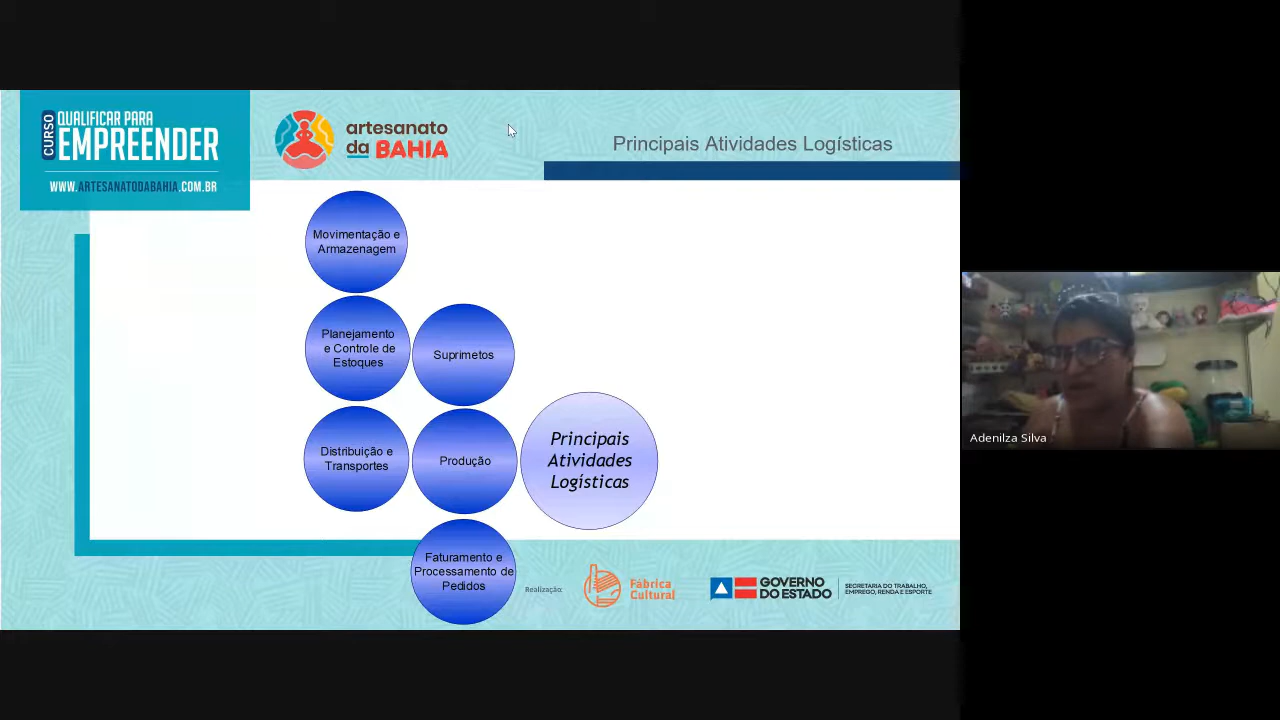 CURSO
QUALIFICAR PARA
EMPREENDER
WWW.ARTESANATODABAHIA.COM.BR
artesanato
da BAHIA
Principais Atividades Logísticas
Movimentação e
Armazenagem
Planejamento
e Controle de
Estoques
Suprimetos
Distribuição e
Transportes
Produção
Principais
Atividades
Logísticas
Faturamento e
Processamento de
Pedidos
Realização:
Fábrica
Cultural
GOVERNO
DO ESTADO
SECRETARIA DO TRABALHO,
EMPREGO, RENDA E ESPORTE
Adenilza Silva